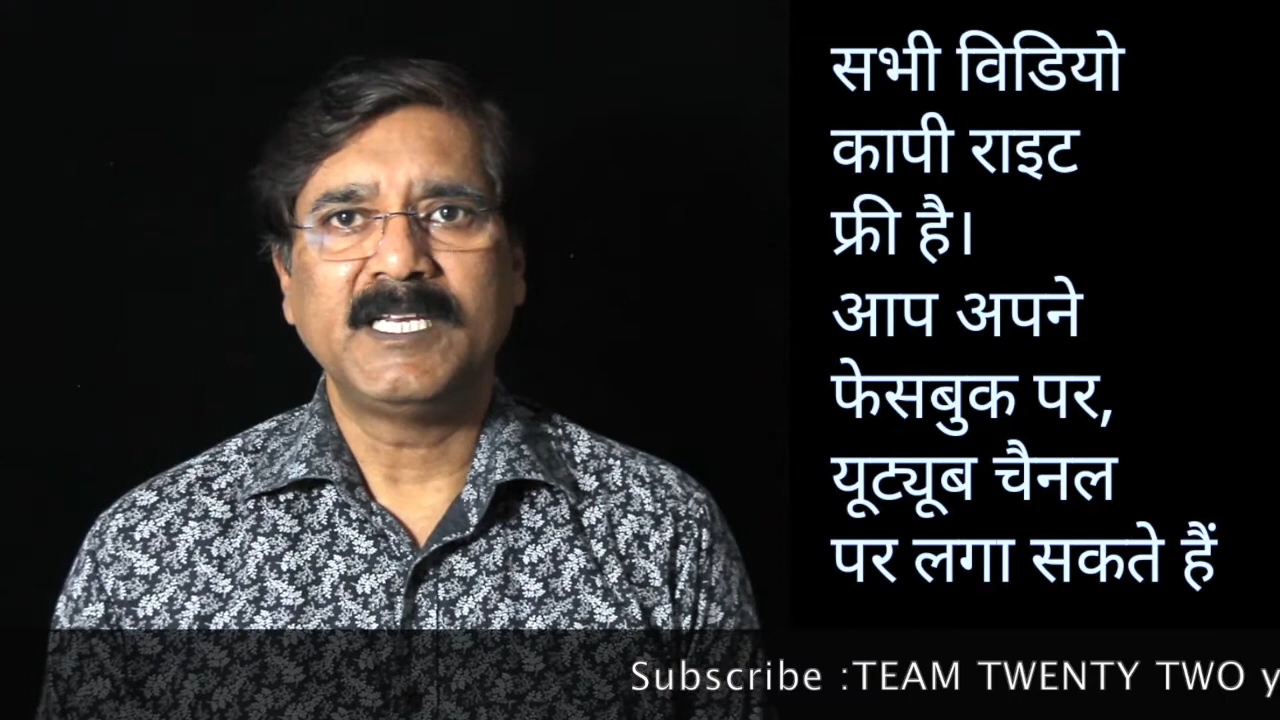 सभी विडियो
कापी राइट
फ्री है।
आप अपने
फेसबुक पर,
यूट्यूब चैनल
पर लगा सकते हैं
Subscribe :TEAM TWENTY TWO y